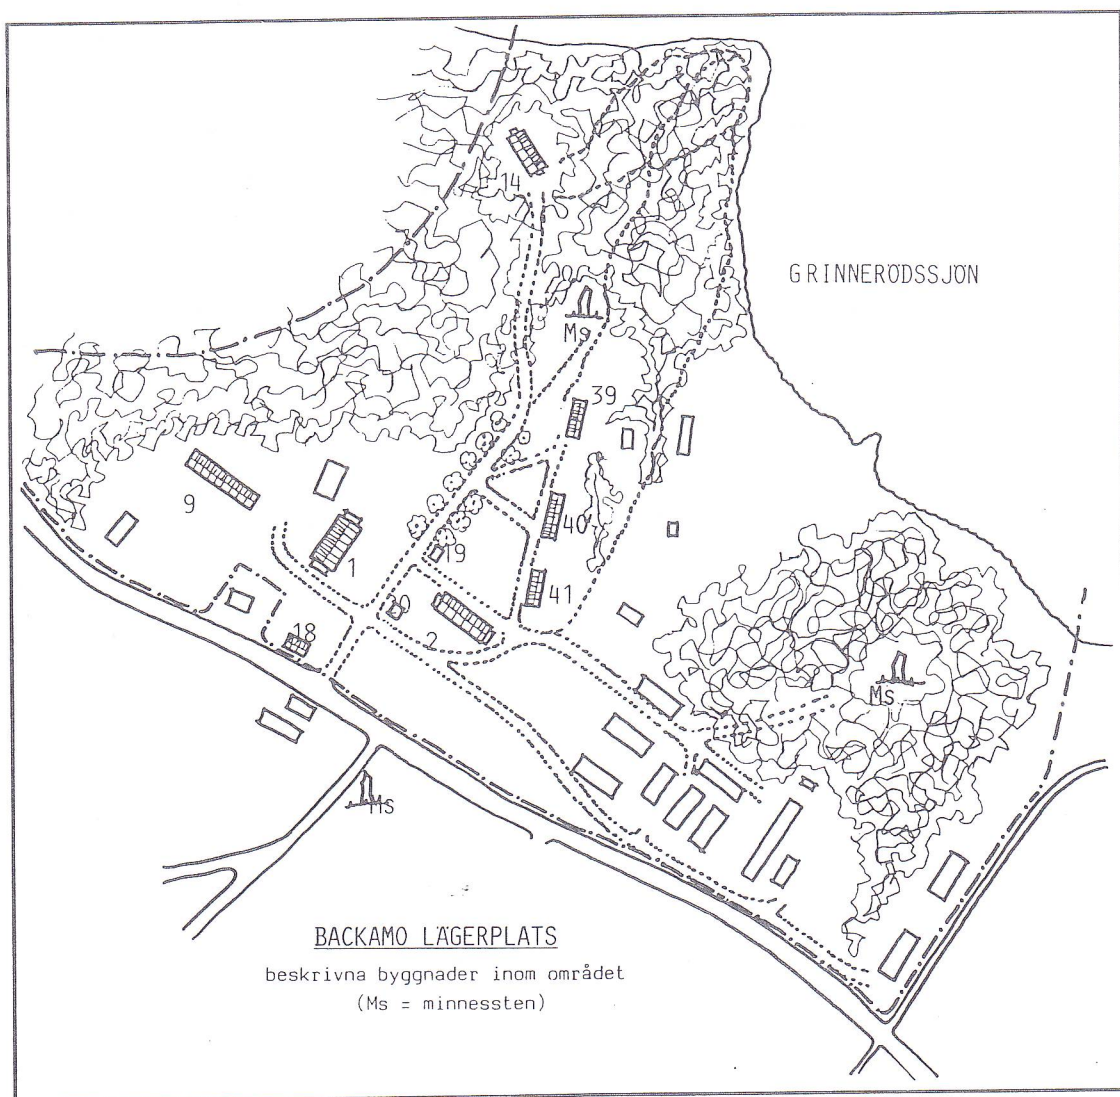 14
GRINNERÖDSSJÖN
Ms
39
9
40
19
1
41
2
18
Ms
Ms
BACKAMO LÄGERPLATS
beskrivna byggnader inom området
(Ms = minnessten)